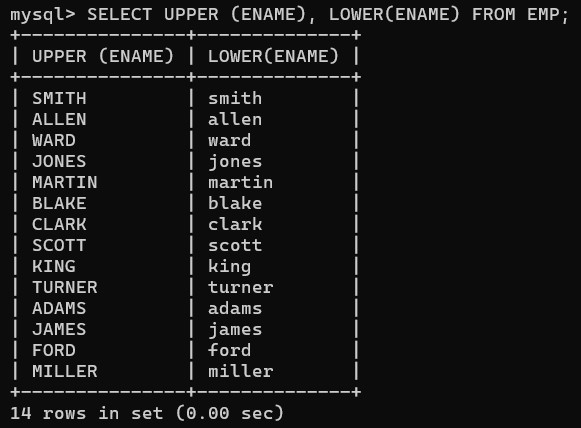 mysql> SELECT UPPER (ENAME), LOWER(ENAME) FROM EMP;
+---------------+--------------+
| UPPER (ENAME) | LOWER(ENAME) |
+---------------+--------------+
| SMITH         | smith        |
| ALLEN         | allen        |
| WARD          | ward         |
| JONES         | jones        |
| MARTIN        | martin       |
| BLAKE         | blake        |
| CLARK         | clark        |
| SCOTT         | scott        |
| KING          | king         |
| TURNER        | turner       |
| ADAMS         | adams        |
| JAMES         | james        |
| FORD          | ford         |
| MILLER        | miller       |
+---------------+--------------+
14 rows in set (0.00 sec)